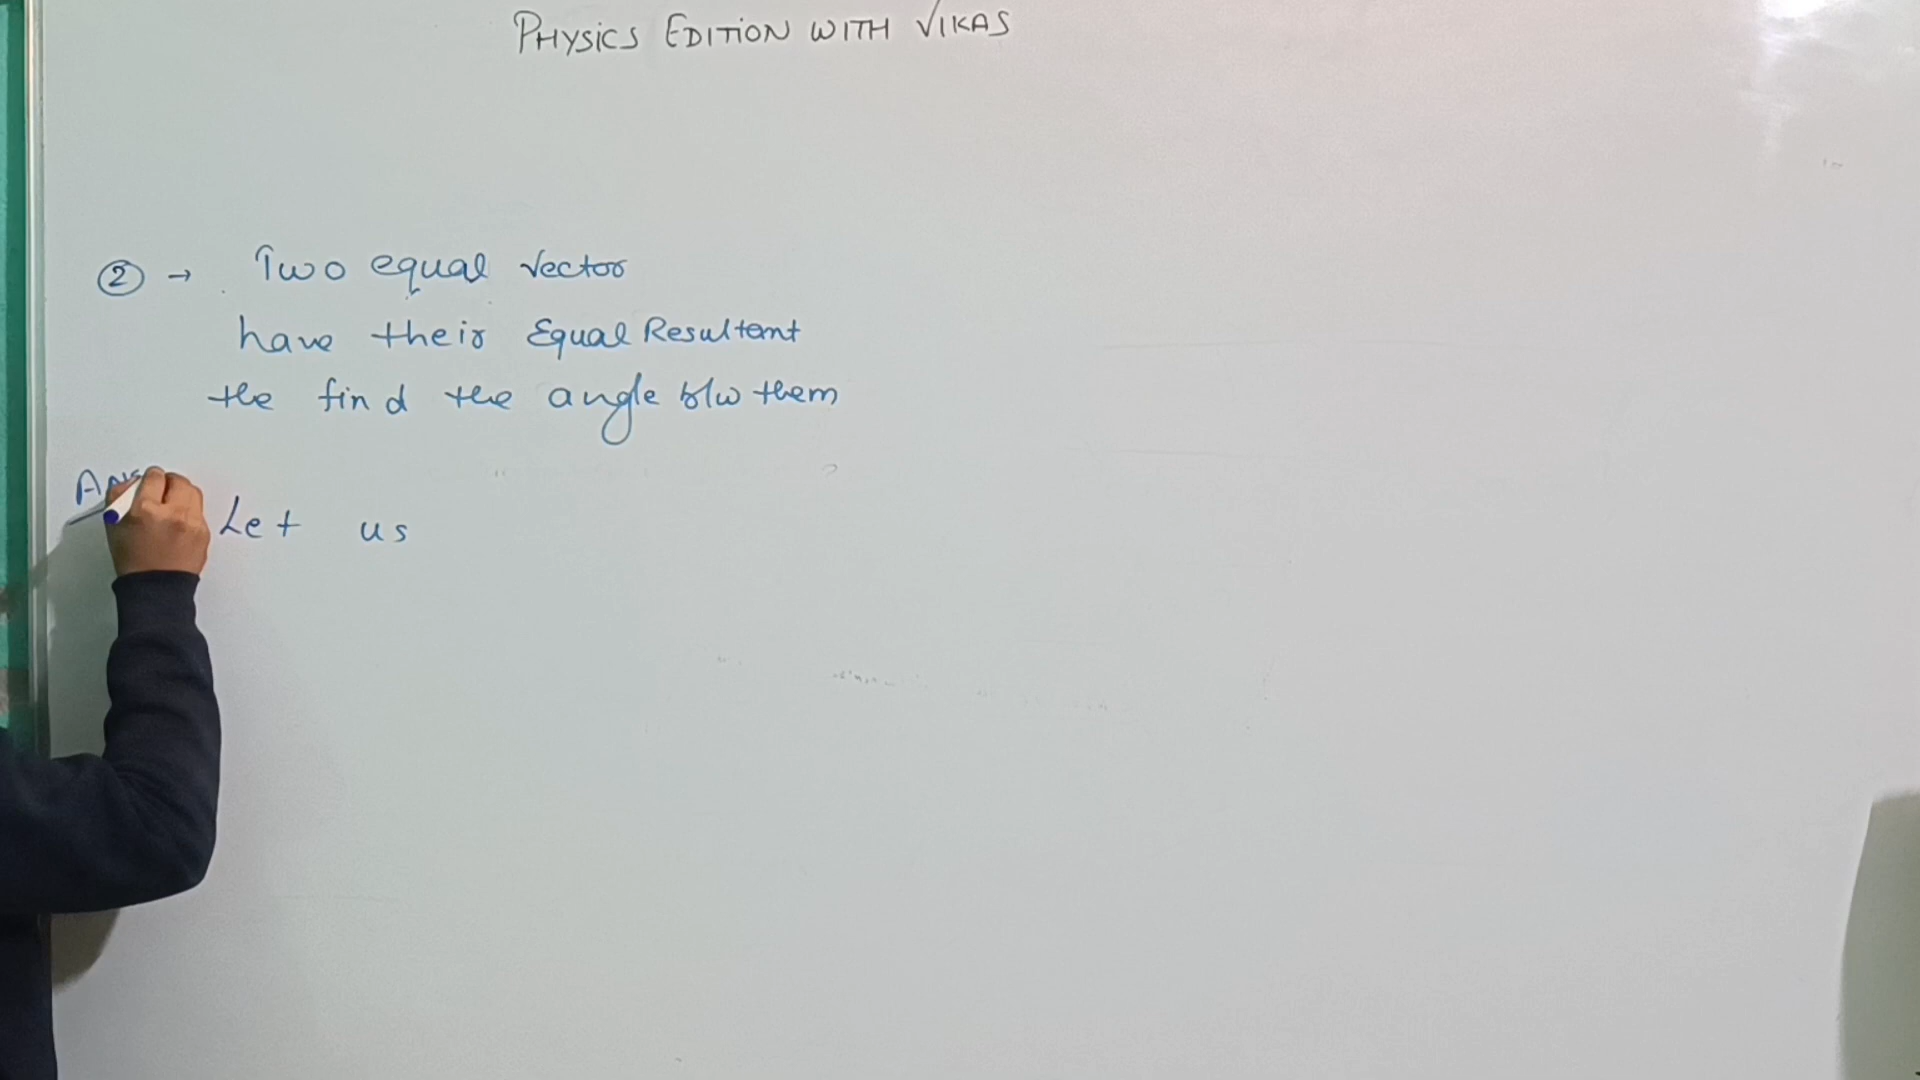 PHYSICS EDITION WITH VIKAS
② → Two equal vector
have their Equal Resultant
the find the angle b/w them
Ans
Let us